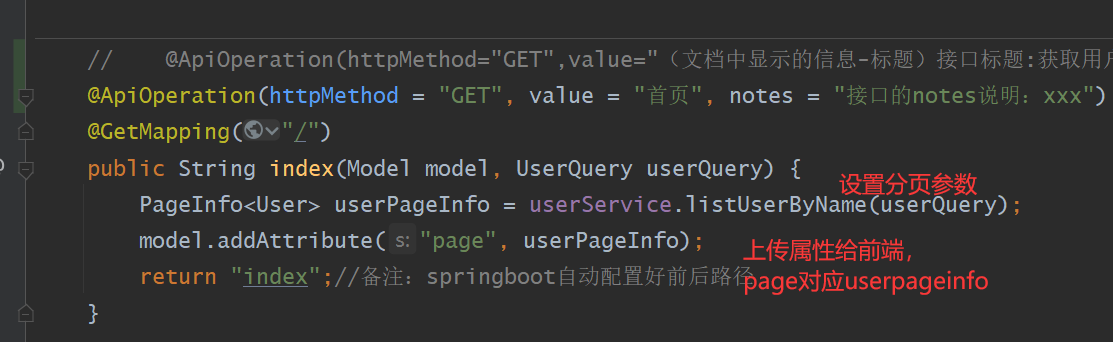 //    @ApiOperation(httpMethod="GET",value="（文档中显示的信息-标题）接口标题:获取用户
@ApiOperation(httpMethod = "GET", value = "首页", notes = "接口的notes说明：xxx")
@GetMapping("/")
public String index(Model model, UserQuery userQuery) {
设置分页参数
PageInfo<User> userPageInfo = userService.listUserByName(userQuery);
model.addAttribute( s: "page", userPageInfo);
上传属性给前端，
return "index";//备注：springboot自动配置好前后路径
page对应userpageinfo
}